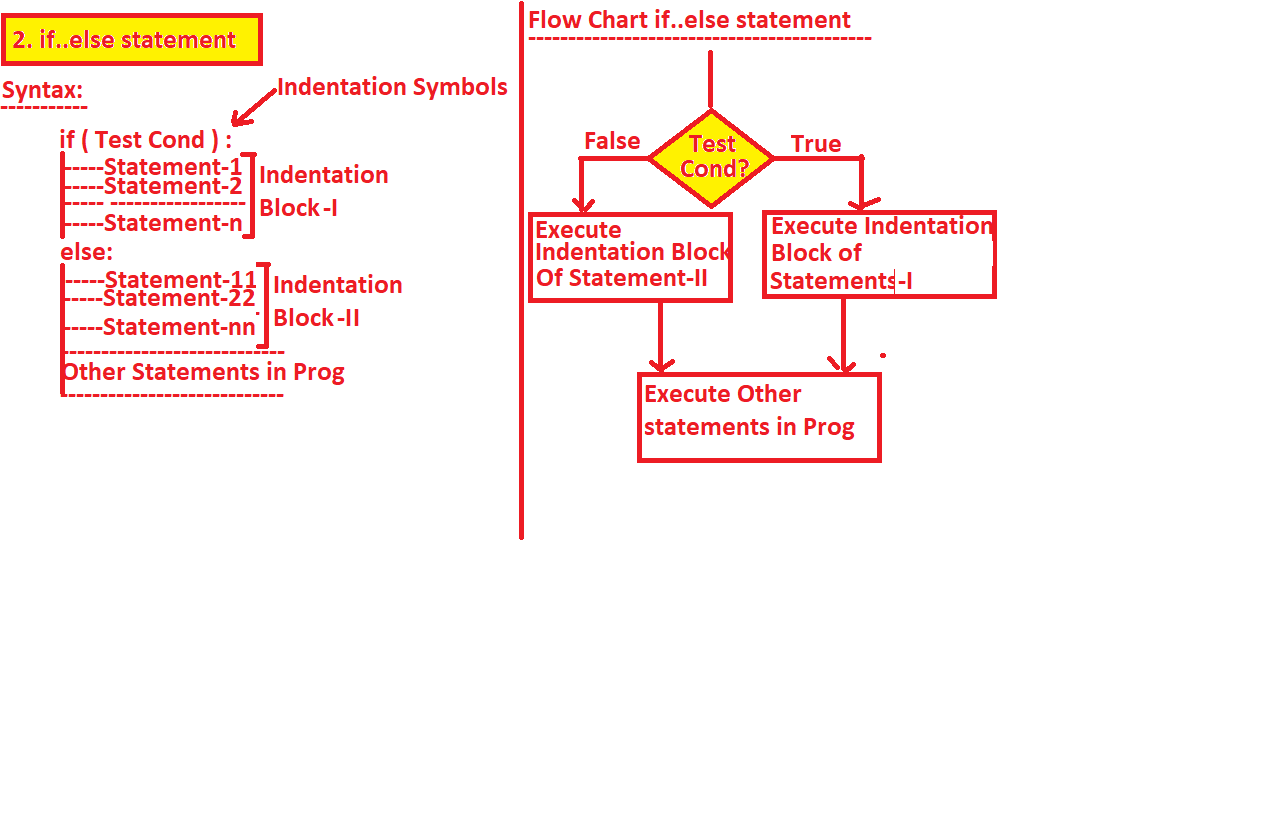 2. if..else statement
Syntax:
-----------
Indentation Symbols
if ( Test Cond ) :
-----Statement-1
-----Statement-2
----- -----------------
-----Statement-n
Indentation
Block-I
else:
-----Statement-11
-----Statement-22
-----Statement-nn
Indentation
Block-II
----------------------------
Other Statements in Prog
----------------------------
Flow Chart if..else statement
-------------------------------------------
False
Test
Cond?
True
Execute
Indentation Block
Of Statement-II
Execute Indentation
Block of
Statements-I
Execute Other
statements in Prog